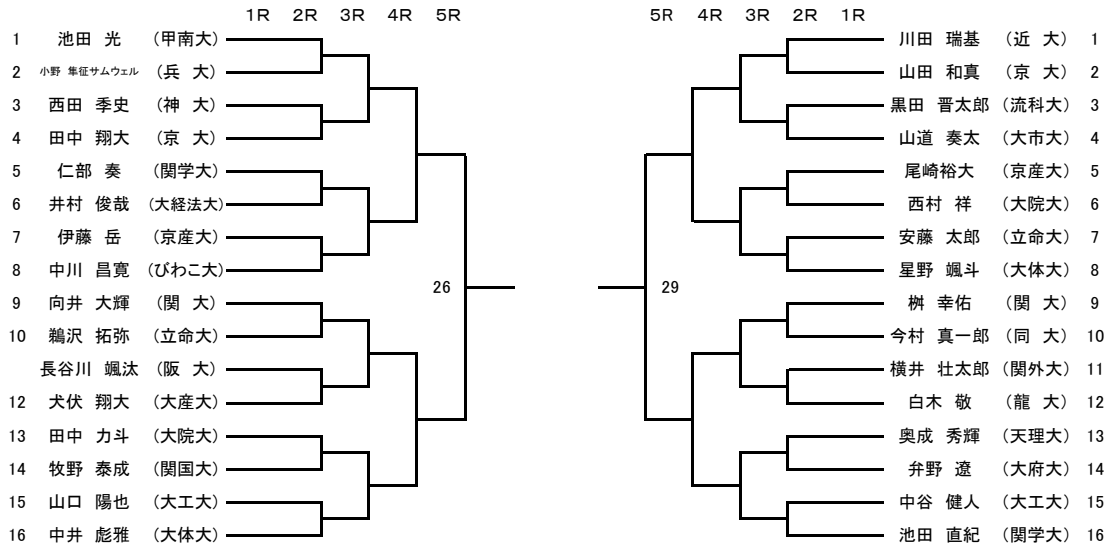 1R 2R 3R 4R 5R 5R 4R 3R 2R 1R
1 池田 光 (甲南大) 川田 瑞基 (近 大) 1
2 小野 隼征サムウェル (兵 大) 山田 和真 (京 大) 2
3 西田 季史 (神 大) 黒田 晋太郎 (流科大) 3
4 田中 翔大 (京 大) 山道 奏太 (大市大) 4
5 仁部 奏 (関学大) 尾崎裕大 (京産大) 5
6 井村 俊哉 (大経法大) 西村 祥 (大院大) 6
7 伊藤 岳 (京産大) 安藤 太郎 (立命大) 7
8 中川 昌寛 (びわこ大) 星野 颯斗 (大体大) 8
26 29
9 向井 大輝 (関 大) 桝 幸佑 (関 大) 9
10 鵜沢 拓弥 (立命大) 今村 真一郎 (同 大) 10
長谷川 颯汰 (阪 大) 横井 壮太郎 (関外大) 11
12 犬伏 翔大 (大産大) 白木 敬 (龍 大) 12
13 田中 力斗 (大院大) 奥成 秀輝 (天理大) 13
14 牧野 泰成 (関国大) 弁野 遼 (大府大) 14
15 山口 陽也 (大工大) 中谷 健人 (大工大) 15
16 中井 彪雅 (大体大) 池田 直紀 (関学大) 16